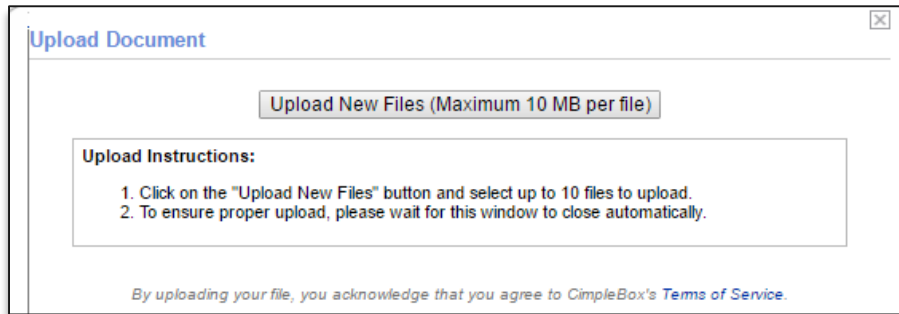 Upload Document
Upload New Files (Maximum 10 MB per file)
Upload Instructions:
1. Click on the "Upload New Files" button and select up to 10 files to upload.
2. To ensure proper upload, please wait for this window to close automatically.
By uploading your file, you acknowledge that you agree to CimpleBox's Terms of Service.